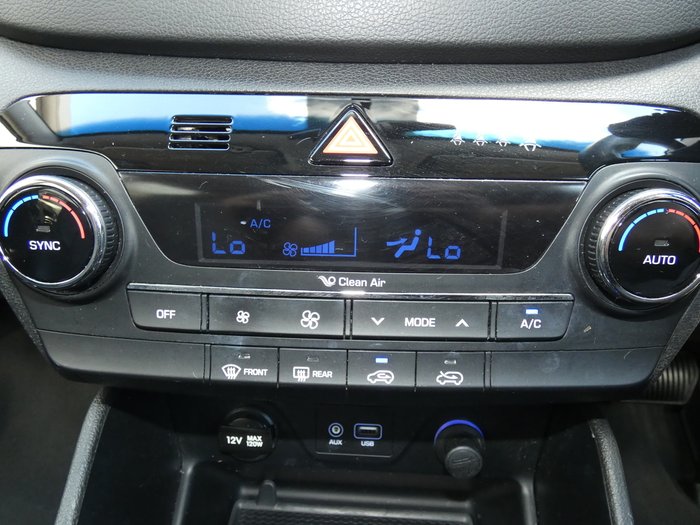 A/C
Lo
Lo
Clean Air
SYNC
AUTO
OFF
MODE
A/C
FRONT
REAR
12V MAX 120W
AUX
USB